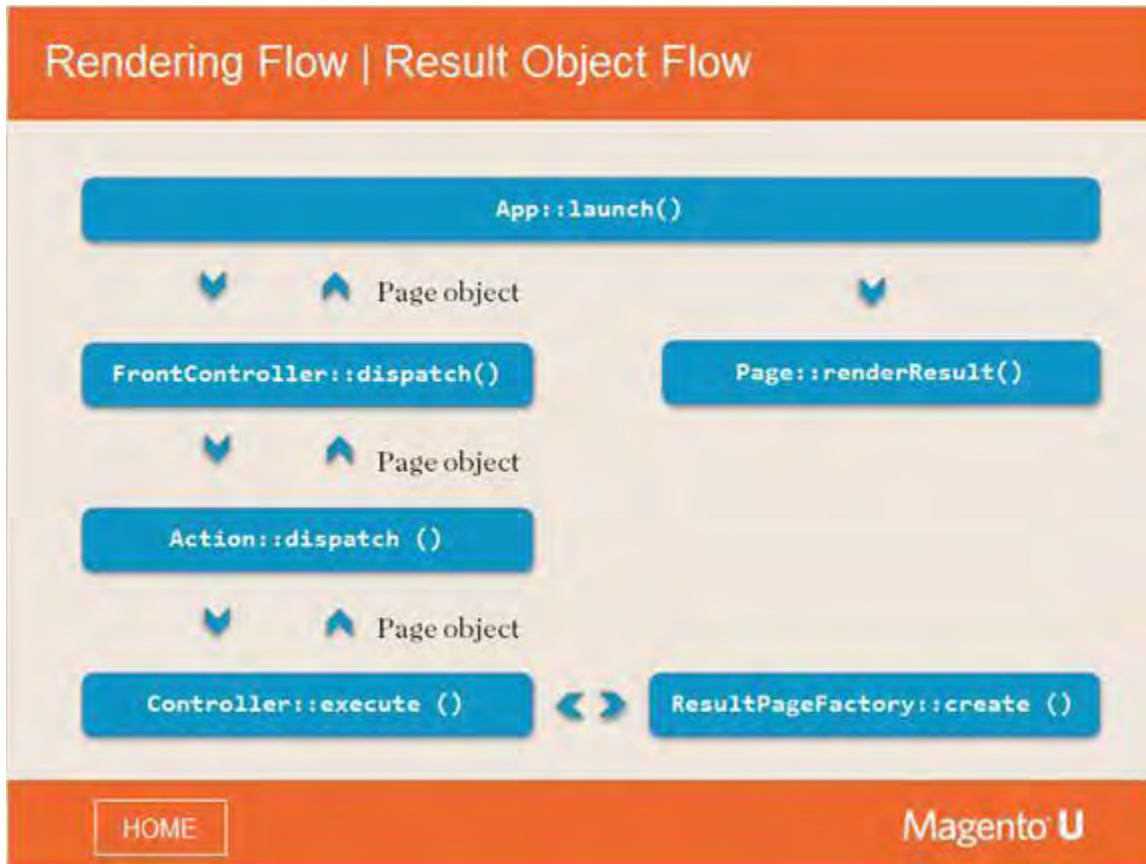 Rendering Flow | Result Object Flow
App::launch()
Page object
FrontController::dispatch()
Page::renderResult()
Page object
Action::dispatch ()
Page object
Controller::execute ()
ResultPageFactory::create ()
HOME
Magento U